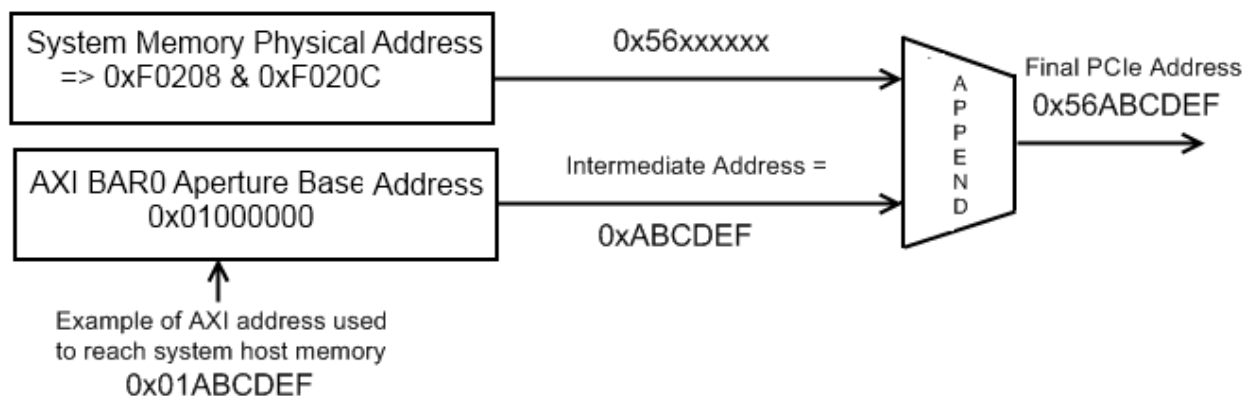 System Memory Physical Address
=> 0xF0208 & 0xF020C
0x56xxxxxx
AXI BAR0 Aperture Base Address
0x01000000
Intermediate Address =
0xABCDEF
APPEND
Final PCIe Address
0x56ABCDEF
Example of AXI address used
to reach system host memory
0x01ABCDEF